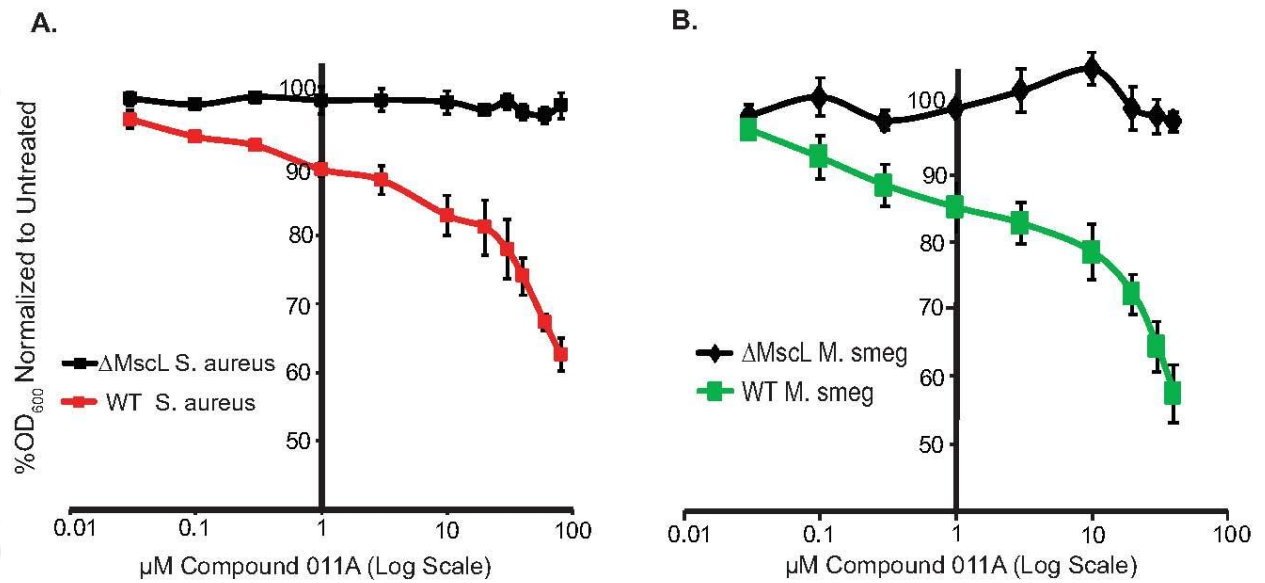 A.
%OD600 Normalized to Untreated
100
90
80
70
60
50
ΔMscL S. aureus
WT S. aureus
0.01 0.1 1 10 100
µM Compound 011A (Log Scale)
B.
100
90
80
70
60
50
ΔMscL M. smeg
WT M. smeg
0.01 0.1 1 10 100
µM Compound 011A (Log Scale)